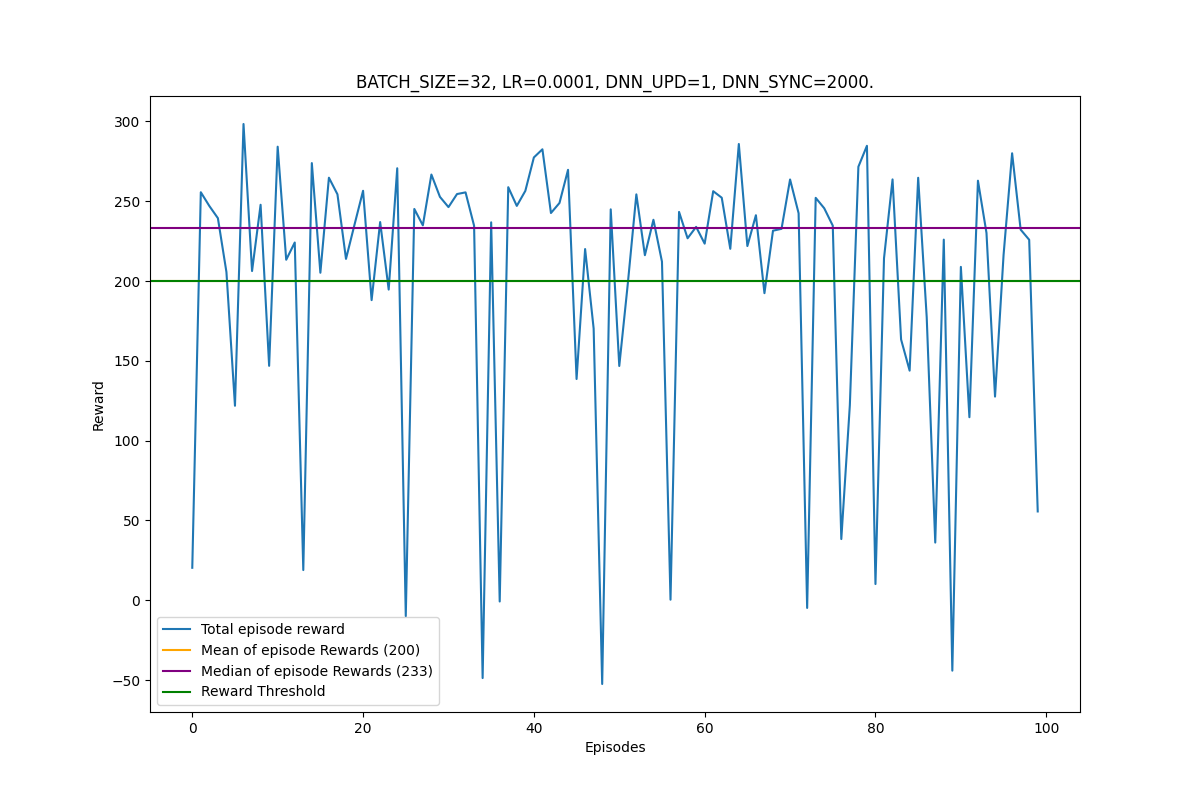 BATCH_SIZE=32, LR=0.0001, DNN_UPD=1, DNN_SYNC=2000.
300
250
200
150
100
50
0
−50
Reward
Total episode reward
Mean of episode Rewards (200)
Median of episode Rewards (233)
Reward Threshold
0 20 40 60 80 100
Episodes